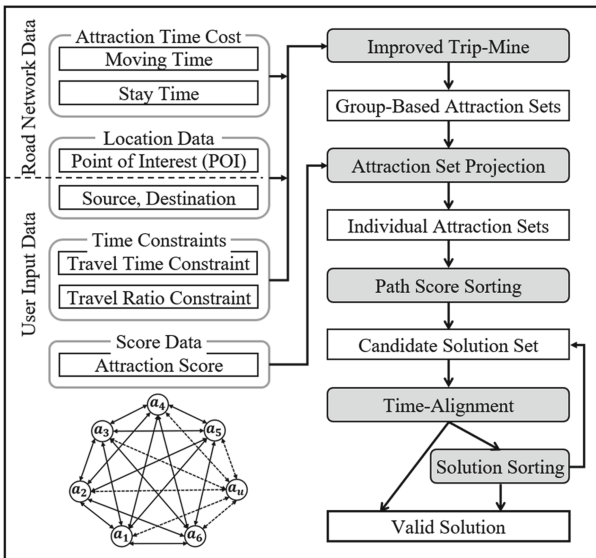 Road Network Data
User Input Data
Attraction Time Cost
Moving Time
Stay Time
Location Data
Point of Interest (POI)
Source, Destination
Time Constraints
Travel Time Constraint
Travel Ratio Constraint
Score Data
Attraction Score
a₄
a₃
a₅
a₂
aᵤ
a₁
a₆
Improved Trip-Mine
Group-Based Attraction Sets
Attraction Set Projection
Individual Attraction Sets
Path Score Sorting
Candidate Solution Set
Time-Alignment
Solution Sorting
Valid Solution